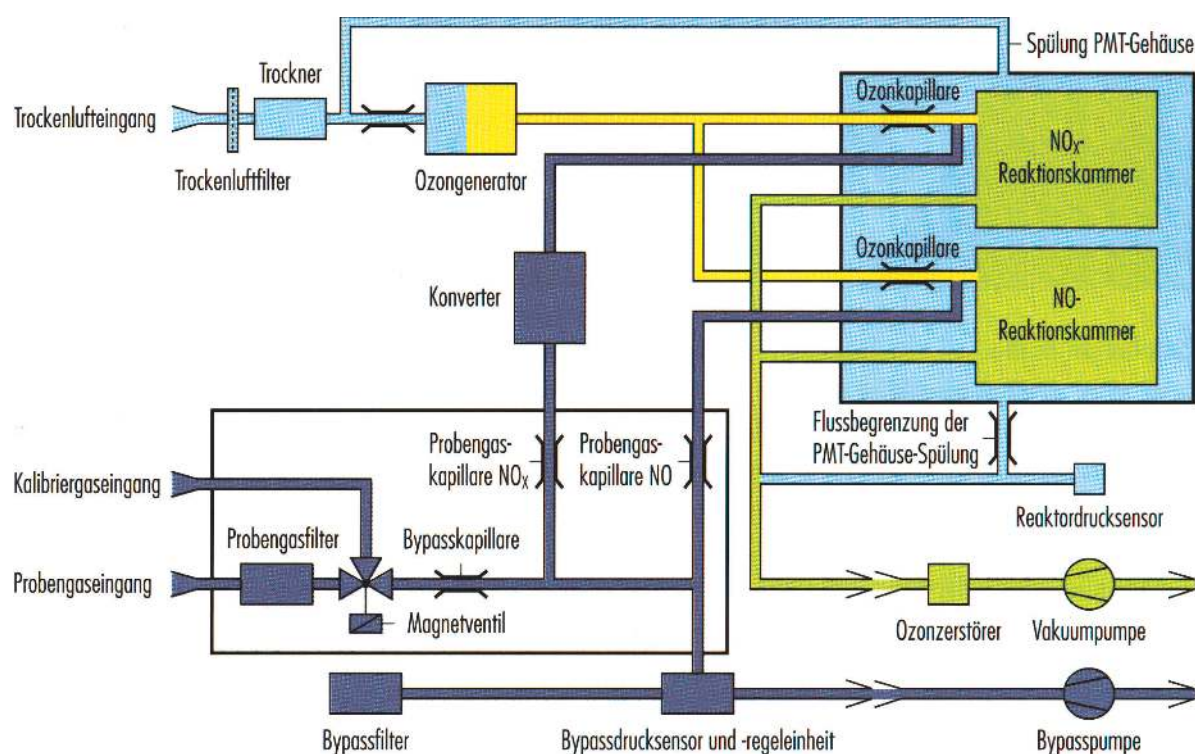 Spülung PMT-Gehäuse
Trockner
Ozonkapillare
Trockenlufteingang
NOx-
Reaktionskammer
Trockenluftfilter
Ozongenerator
Ozonkapillare
Konverter
NO-
Reaktionskammer
Flussbegrenzung der
PMT-Gehäuse-Spülung
Probengas-
kapillare NOx
Probengas-
kapillare NO
Kalibriergaseingang
Reaktordrucksensor
Probengasfilter
Bypasskapillare
Probengaseingang
Magnetventil
Ozonzerstörer
Vakuumpumpe
Bypassfilter
Bypassdrucksensor und -regeleinheit
Bypasspumpe